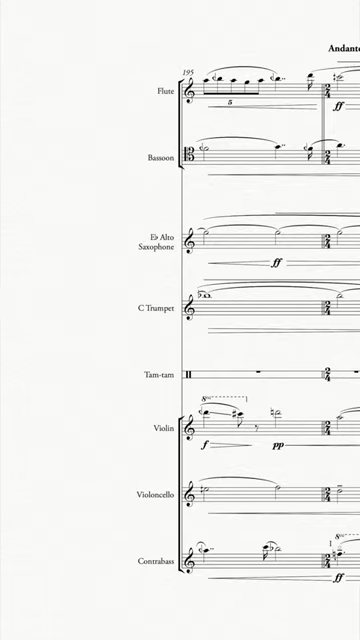 Andante
195
Flute
5
ff
Bassoon
E♭ Alto
Saxophone
ff
C Trumpet
Tam-tam
8va
Violin
f
pp
Violoncello
8va
1
Contrabass
ff